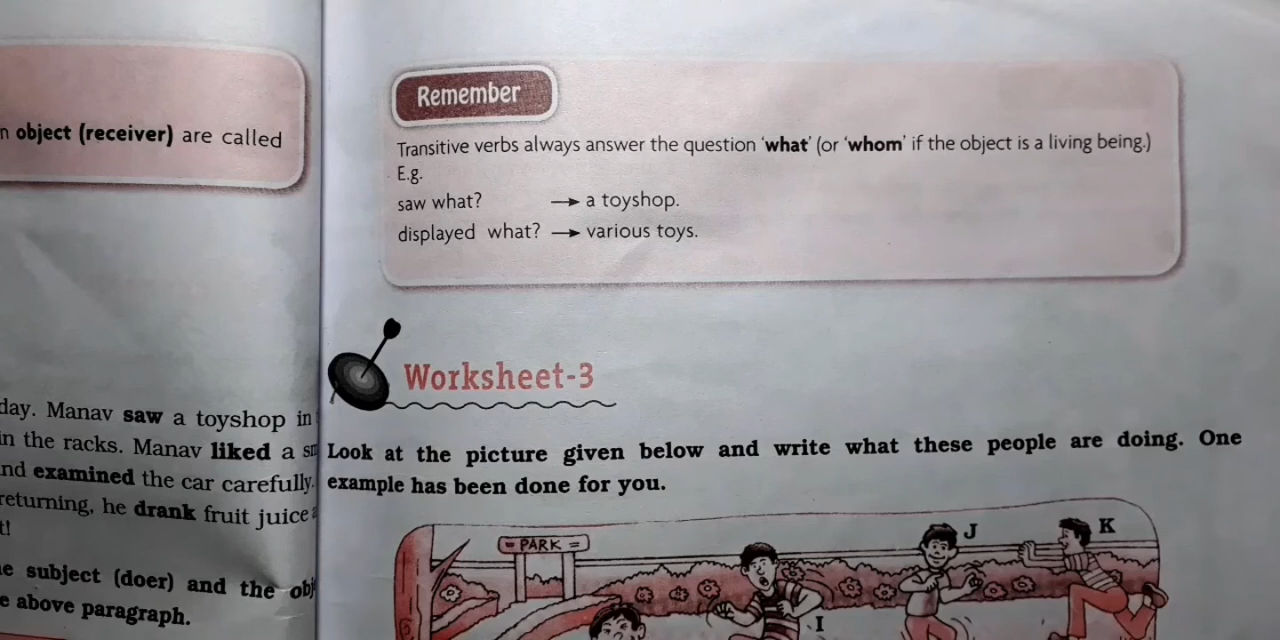 object (receiver) are called
day. Manav saw a toyshop in
in the racks. Manav liked a
examined the car carefully.
returning, he drank fruit juice
subject (doer) and the
above paragraph.
Remember
Transitive verbs always answer the question 'what' (or 'whom' if the object is a living being.)
E.g.
saw what? → a toyshop.
displayed what? → various toys.
Worksheet-3
Look at the picture given below and write what these people are doing. One
example has been done for you.
PARK
J
K
I